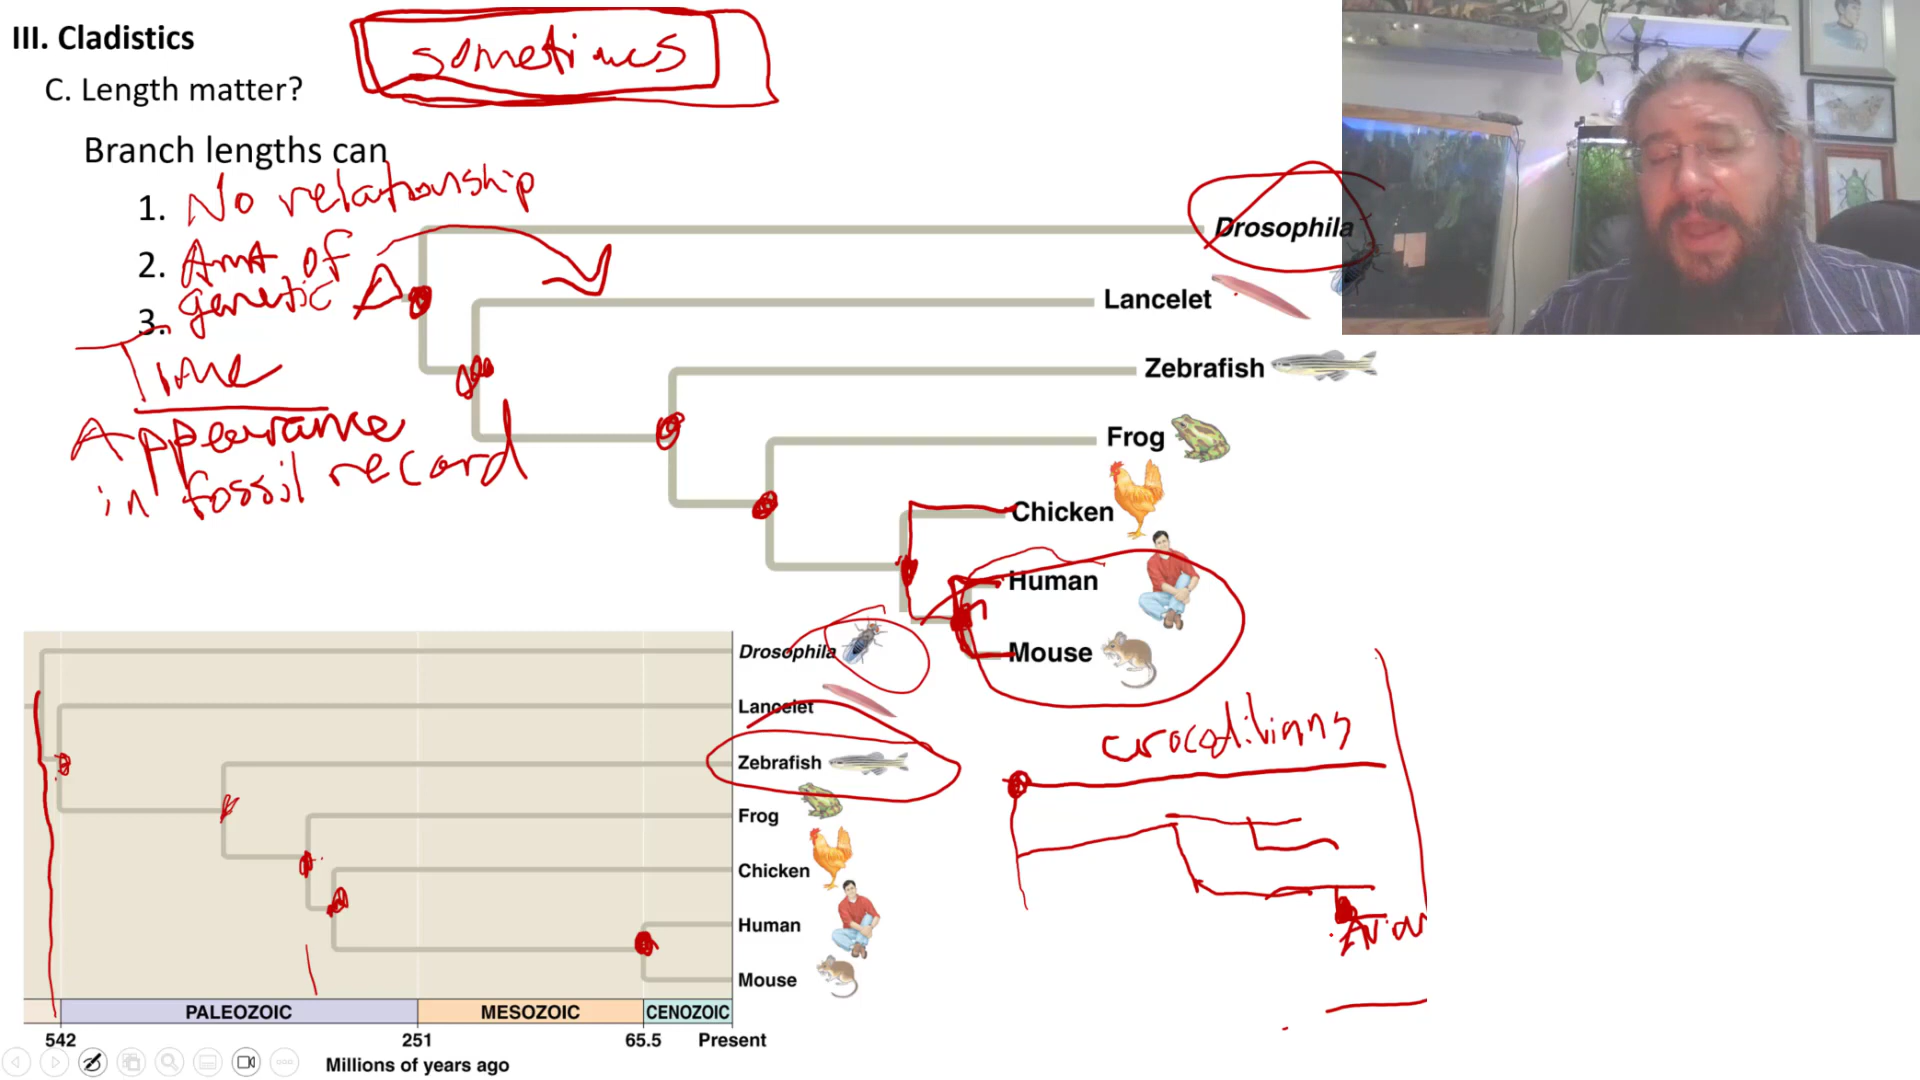 III. Cladistics
sometimes
C. Length matter?
Branch lengths can
1. No relationship
2. Amt of
genetic Δ
3.
Time
Appearance
in fossil record
Drosophila
Lancelet
Zebrafish
Frog
Chicken
Human
Mouse
Drosophila
Lancelet
Zebrafish
Frog
Chicken
Human
Mouse
PALEOZOIC MESOZOIC CENOZOIC
542 251 65.5 Present
Millions of years ago
crocodilians